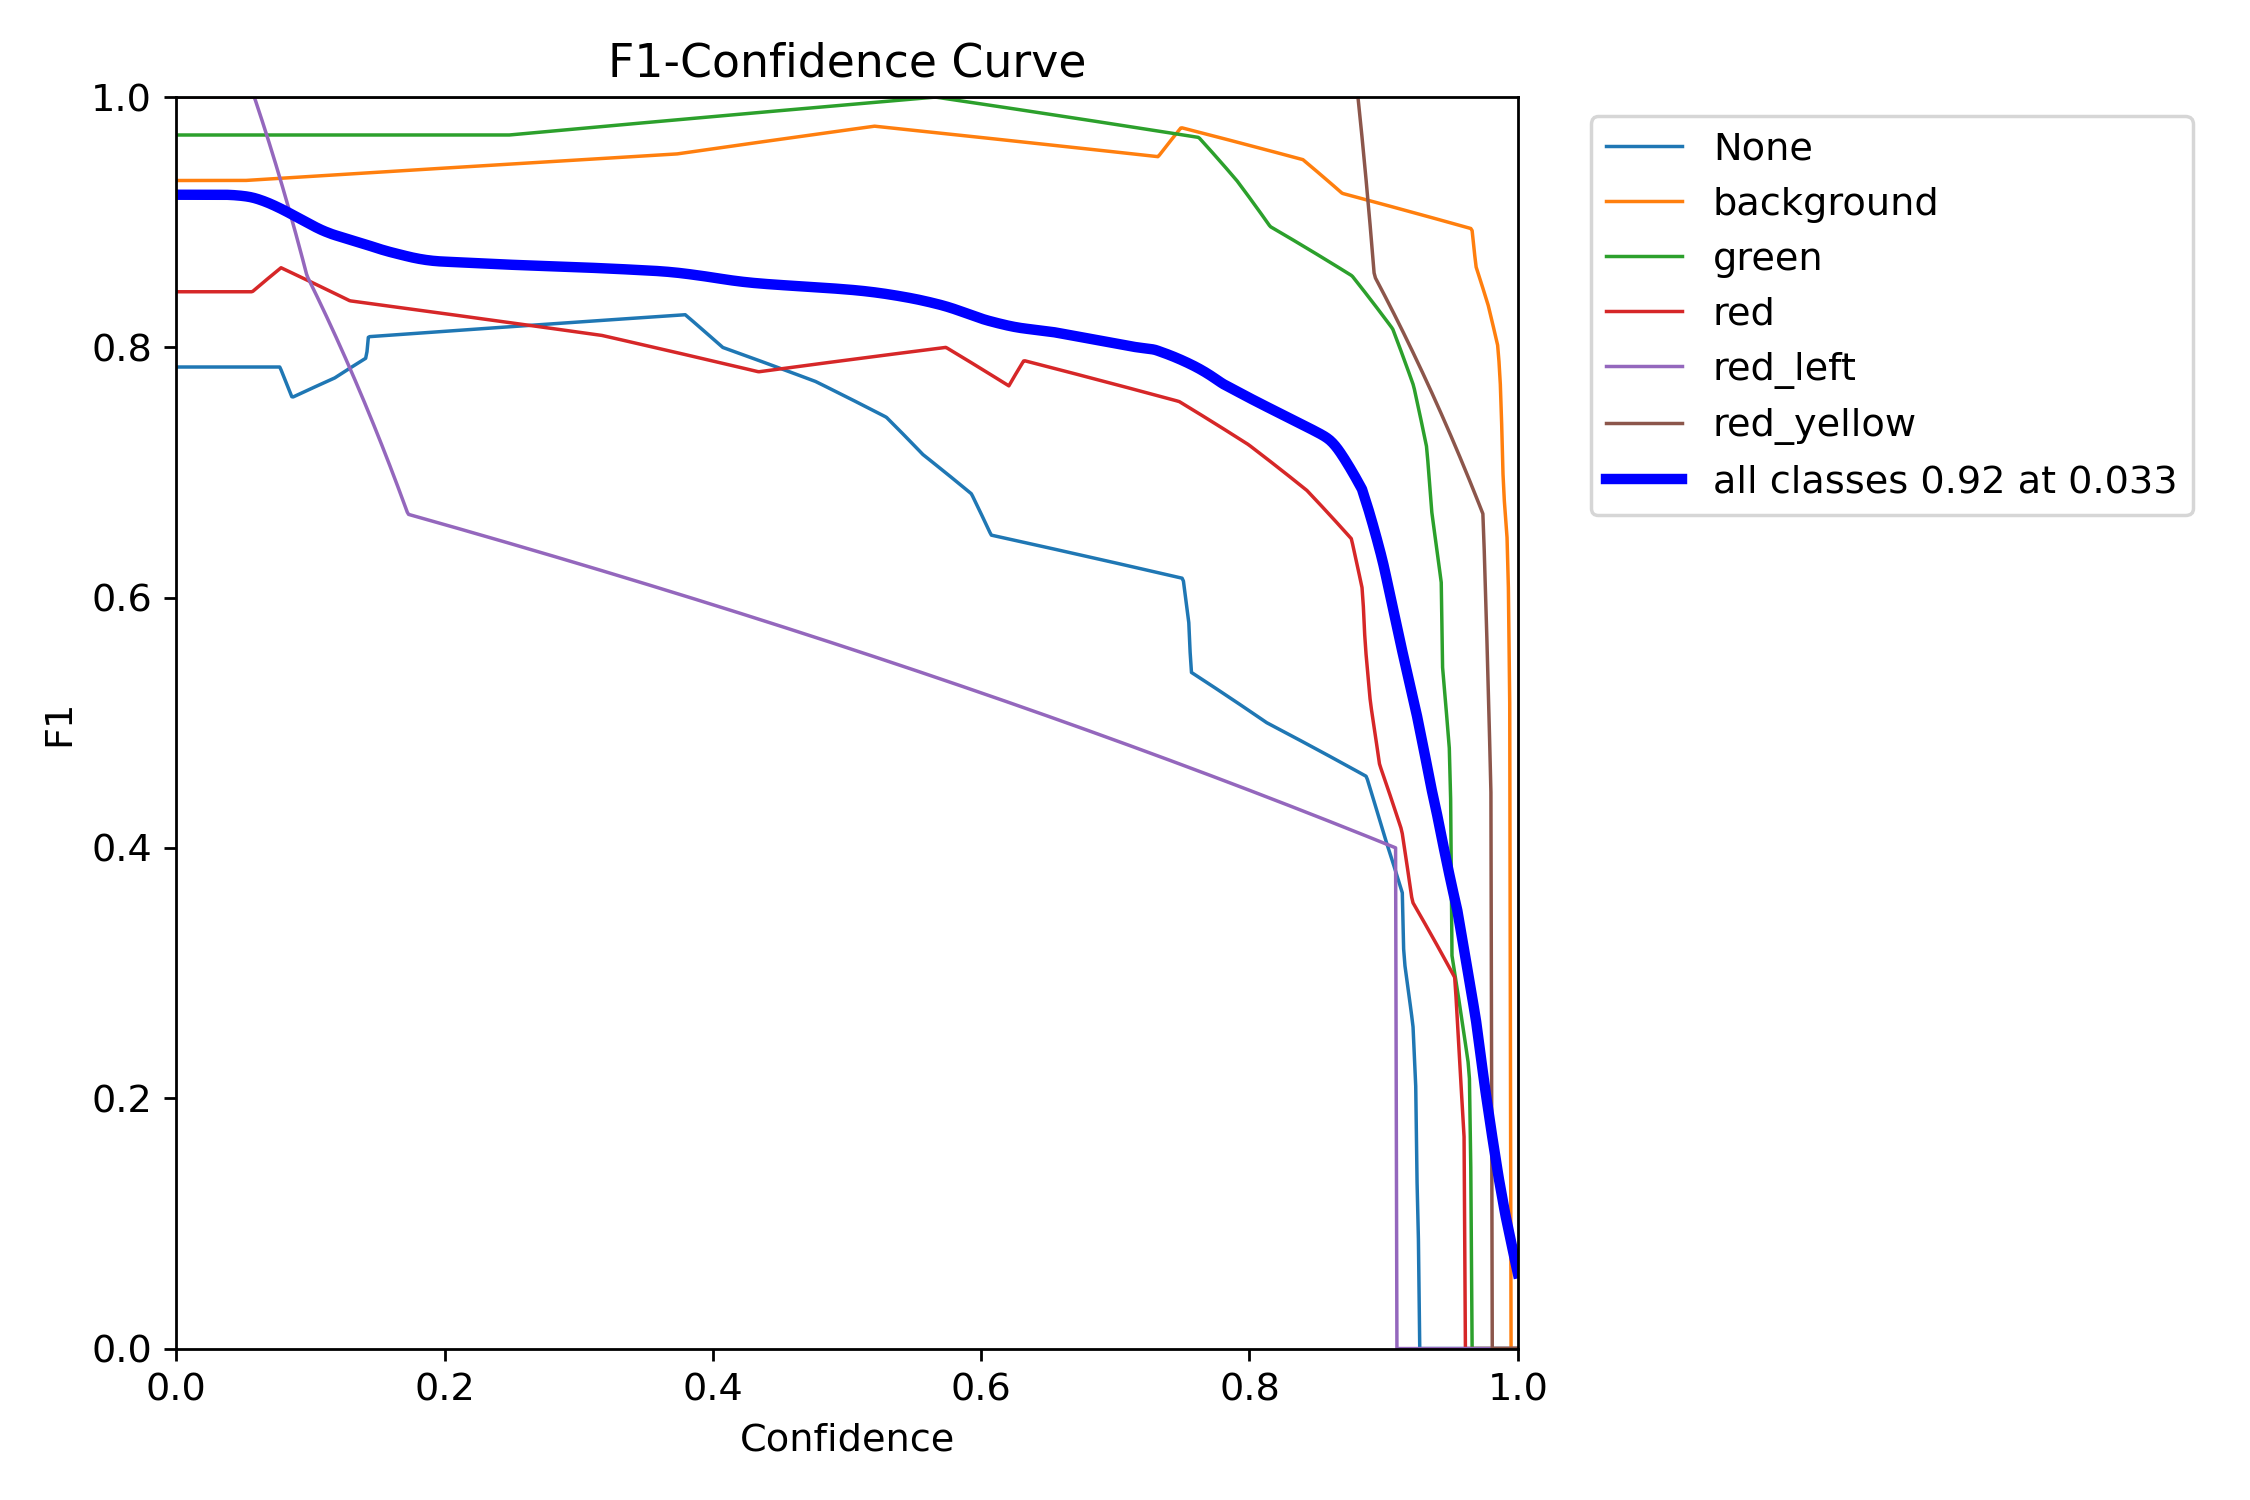 F1-Confidence Curve
1.0
0.8
0.6
0.4
0.2
0.0
F1
0.0 0.2 0.4 0.6 0.8 1.0
Confidence
None
background
green
red
red_left
red_yellow
all classes 0.92 at 0.033